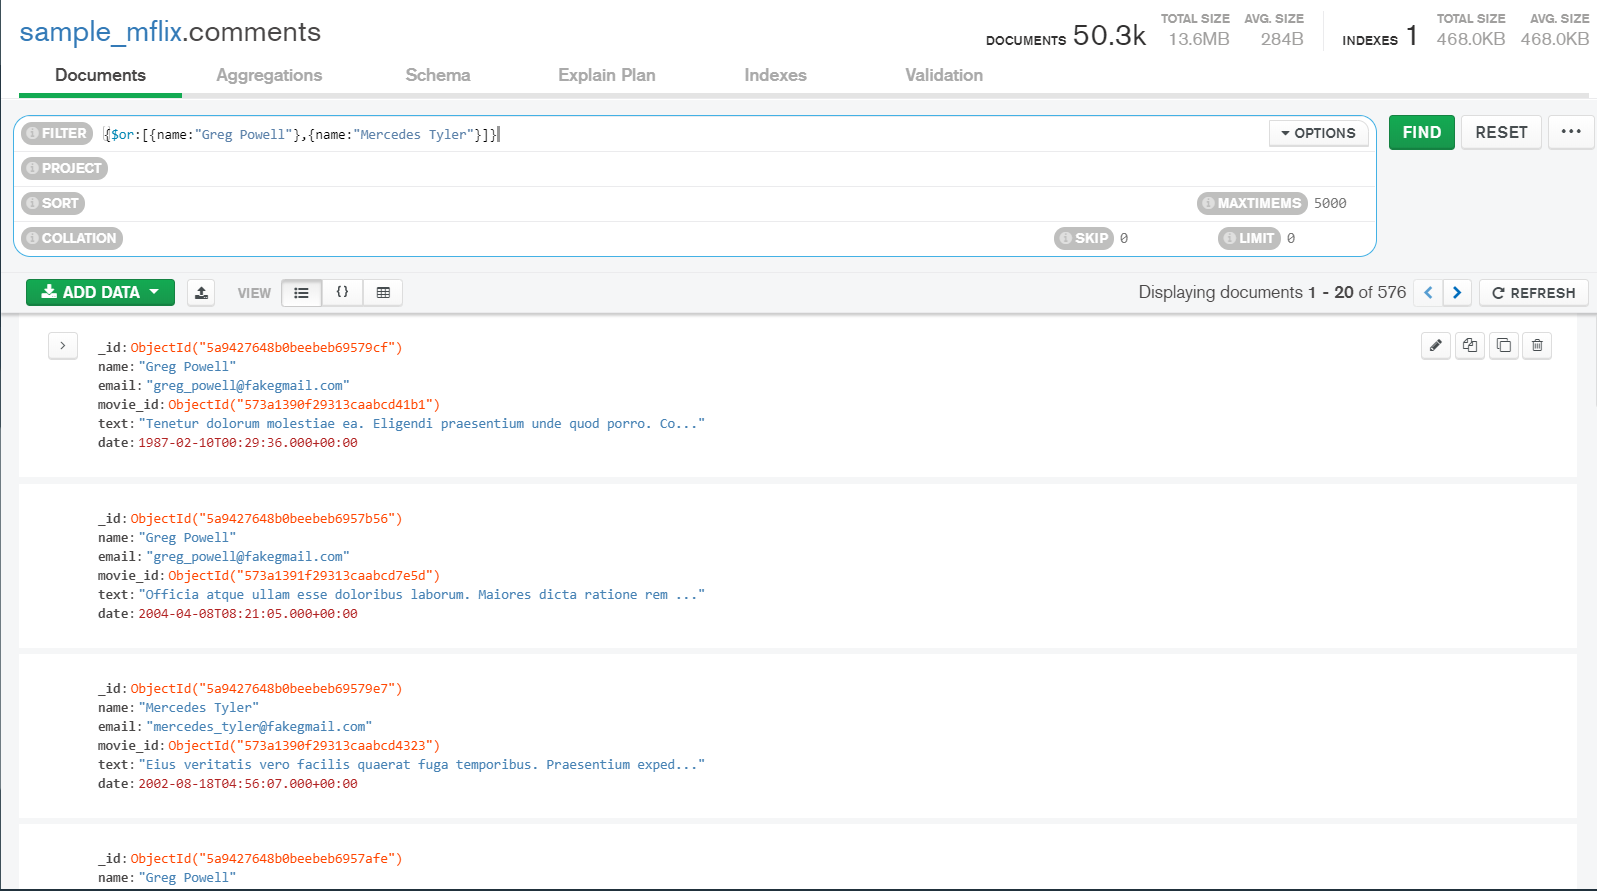 sample_mflix.comments
DOCUMENTS 50.3k TOTAL SIZE 13.6MB AVG. SIZE 284B INDEXES 1 TOTAL SIZE 468.0KB AVG. SIZE 468.0KB
Documents Aggregations Schema Explain Plan Indexes Validation
FILTER {$or:[{name:"Greg Powell"},{name:"Mercedes Tyler"}]} OPTIONS FIND RESET ...
PROJECT
SORT MAXTIMEMS 5000
COLLATION SKIP 0 LIMIT 0
ADD DATA VIEW {} Displaying documents 1 - 20 of 576 < > REFRESH
_id: ObjectId("5a9427648b0beebeb69579cf")
name: "Greg Powell"
email: "greg_powell@fakegmail.com"
movie_id: ObjectId("573a1390f29313caabcd41b1")
text: "Tenetur dolorum molestiae ea. Eligendi praesentium unde quod porro. Co..."
date: 1987-02-10T00:29:36.000+00:00
_id: ObjectId("5a9427648b0beebeb6957b56")
name: "Greg Powell"
email: "greg_powell@fakegmail.com"
movie_id: ObjectId("573a1391f29313caabcd7e5d")
text: "Officia atque ullam esse doloribus laborum. Maiores dicta ratione rem ..."
date: 2004-04-08T08:21:05.000+00:00
_id: ObjectId("5a9427648b0beebeb69579e7")
name: "Mercedes Tyler"
email: "mercedes_tyler@fakegmail.com"
movie_id: ObjectId("573a1390f29313caabcd4323")
text: "Eius veritatis vero facilis quaerat fuga temporibus. Praesentium exped..."
date: 2002-08-18T04:56:07.000+00:00
_id: ObjectId("5a9427648b0beebeb6957afe")
name: "Greg Powell"